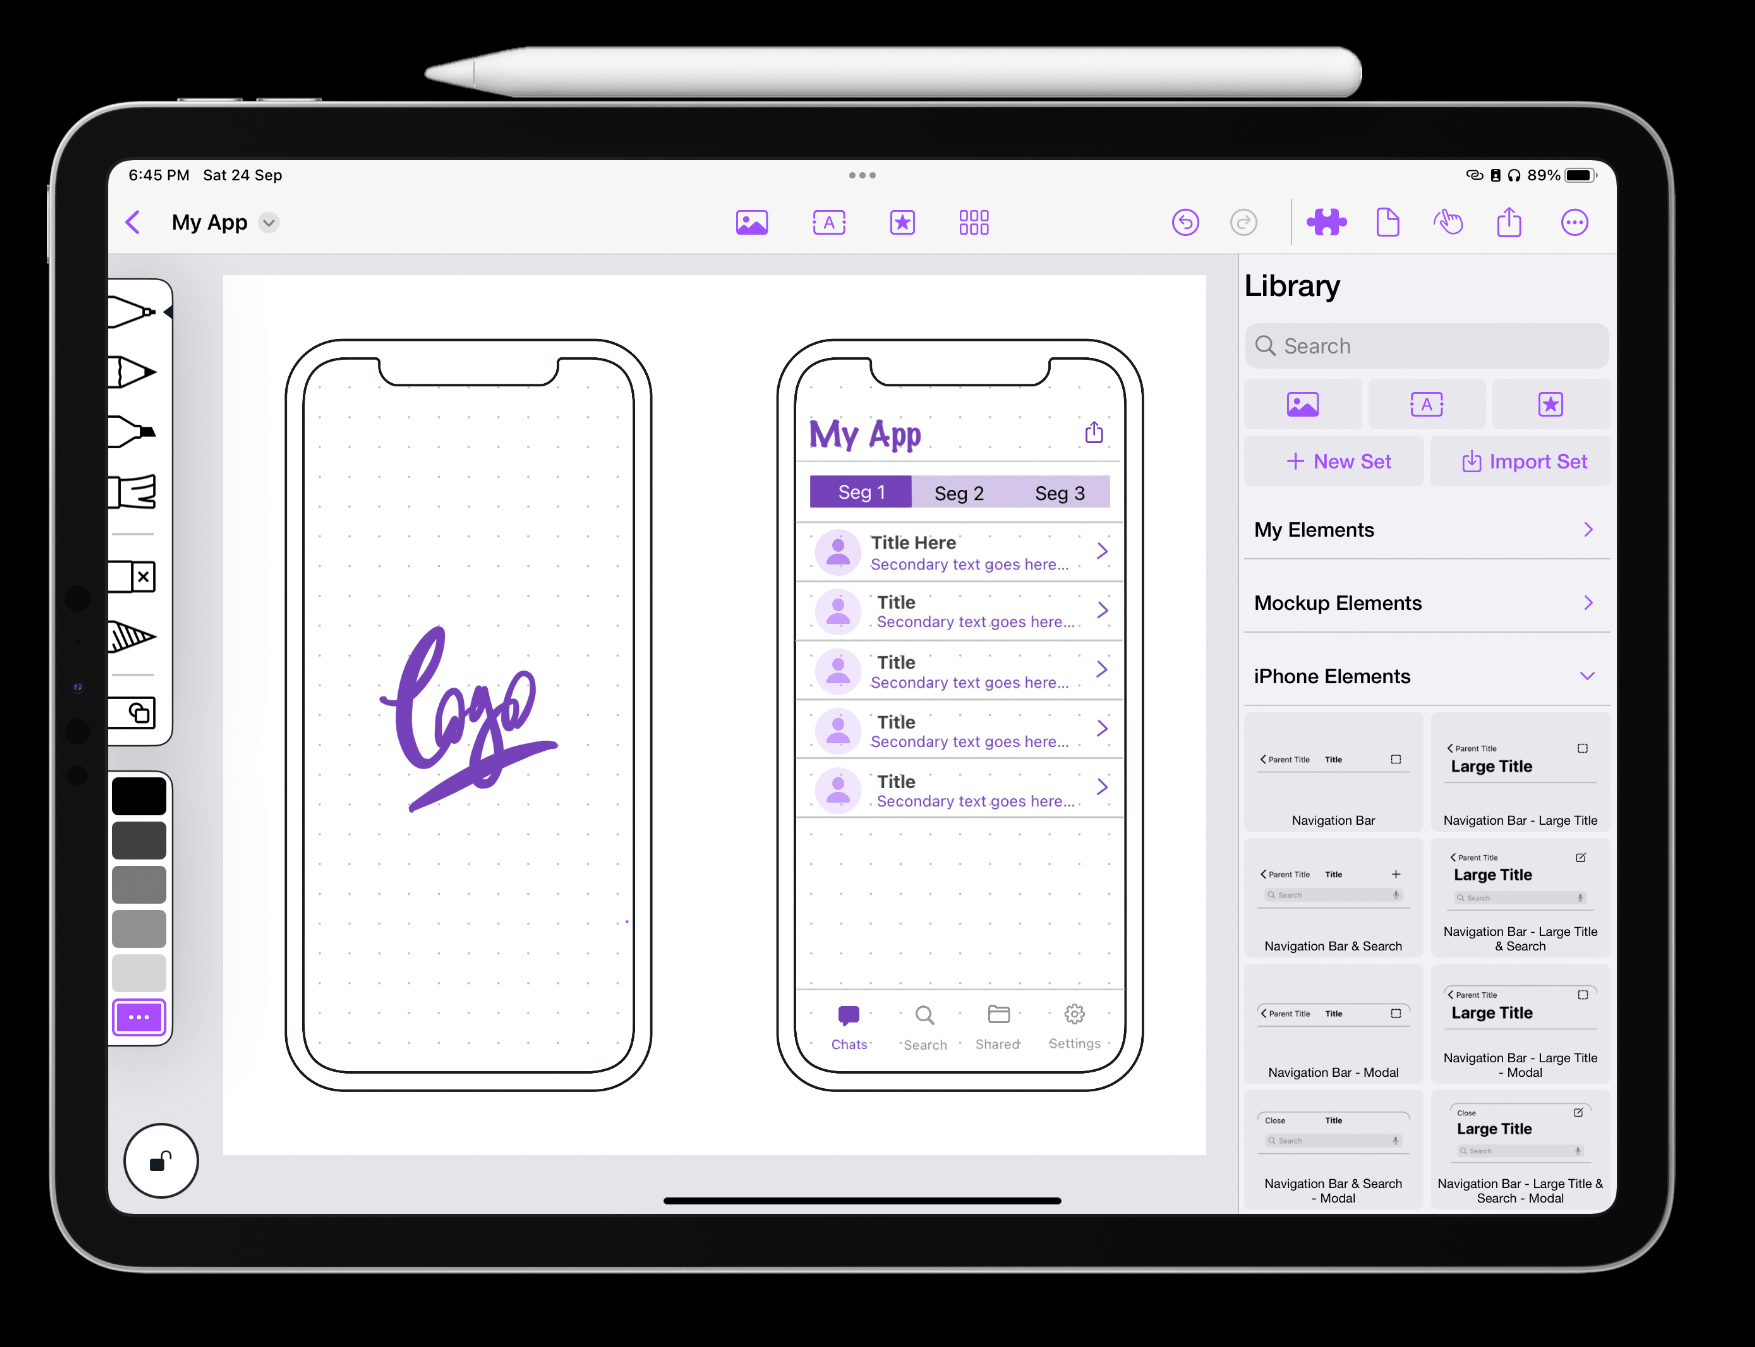 6:45 PM Sat 24 Sep
89%
My App
A
Library
Search
A
New Set
Import Set
My Elements
Mockup Elements
iPhone Elements
Parent Title Title
Navigation Bar
Parent Title
Large Title
Navigation Bar - Large Title
Parent Title Title
Search
Navigation Bar & Search
Parent Title
Large Title
Search
Navigation Bar - Large Title
& Search
Parent Title Title
Navigation Bar - Modal
Parent Title
Large Title
Navigation Bar - Large Title
- Modal
Close Title
Search
Navigation Bar & Search
- Modal
Close
Large Title
Search
Navigation Bar - Large Title &
Search - Modal
Logo
My App
Seg 1 Seg 2 Seg 3
Title Here
Secondary text goes here...
Title
Secondary text goes here...
Title
Secondary text goes here...
Title
Secondary text goes here...
Title
Secondary text goes here...
Chats Search Shared Settings